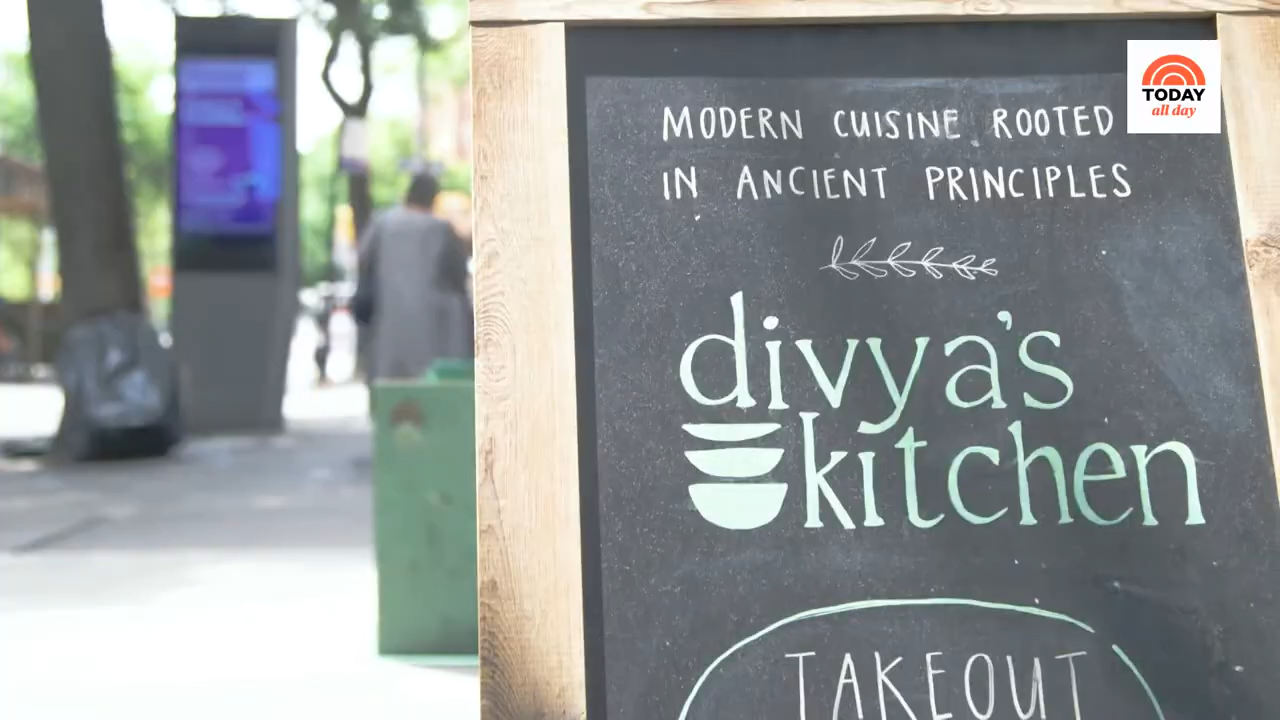 MODERN CUISINE ROOTED
IN ANCIENT PRINCIPLES
divya's
kitchen
TAKEOUT
TODAY
all day